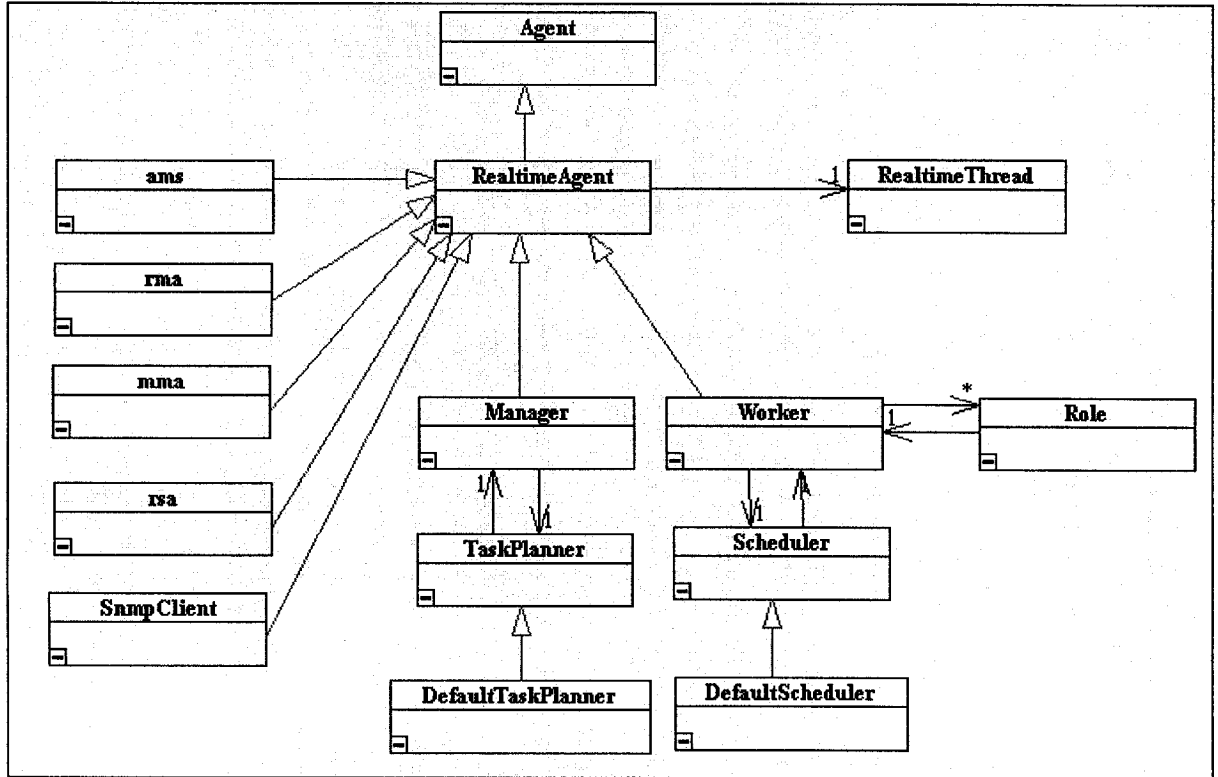 Agent
ams
RealtimeAgent
1
RealtimeThread
rma
mma
Manager
Worker
*
1
Role
rsa
1
1
1
TaskPlanner
Scheduler
SnmpClient
DefaultTaskPlanner
DefaultScheduler